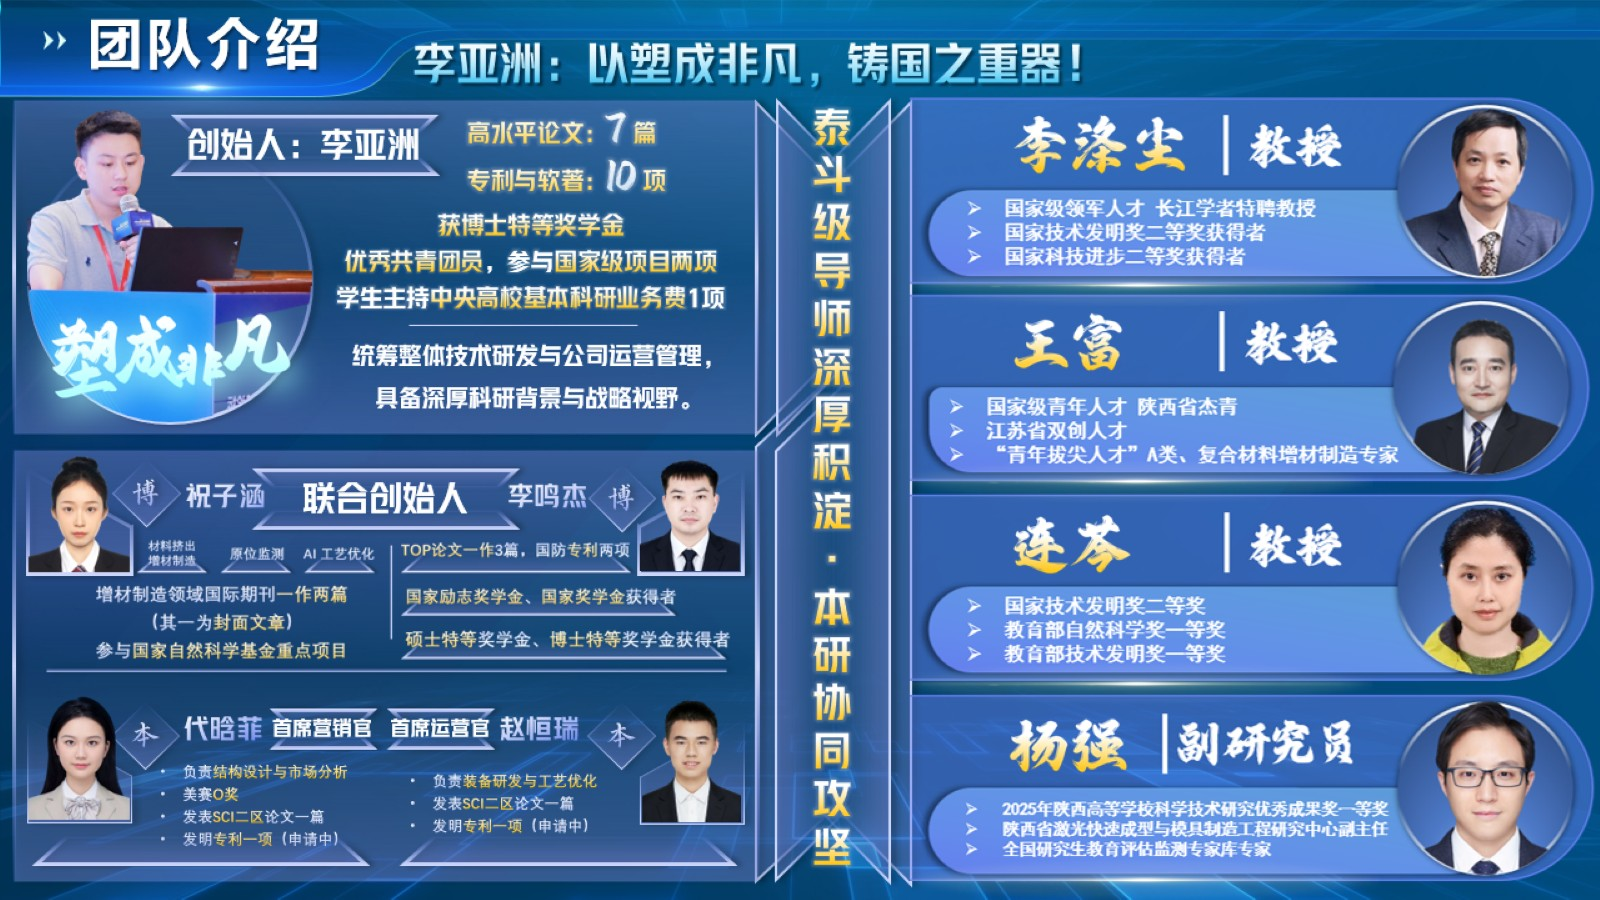 团队介绍
李亚洲：以塑成非凡，铸国之重器！
创始人：李亚洲
高水平论文：7篇
专利与软著：10项
获博士特等奖学金
优秀共青团员，参与国家级项目两项
学生主持中央高校基本科研业务费1项
统筹整体技术研发与公司运营管理，
具备深厚科研背景与战略视野。
塑成非凡
博 祝子涵 联合创始人 李鸣杰 博
材料挤出
增材制造
原位监测
AI 工艺优化
增材制造领域国际期刊一作两篇
（其一为封面文章）
参与国家自然科学基金重点项目
TOP论文一作3篇，国防专利两项
国家励志奖学金、国家奖学金获得者
硕士特等奖学金、博士特等奖学金获得者
本 代晗菲 首席营销官
• 负责结构设计与市场分析
• 美赛O奖
• 发表SCI二区论文一篇
• 发明专利一项（申请中）
首席运营官 赵恒瑞 本
• 负责装备研发与工艺优化
• 发表SCI二区论文一篇
• 发明专利一项（申请中）
泰斗级导师深厚积淀·本研协同攻坚
李涤尘 | 教授
➢ 国家级领军人才 长江学者特聘教授
➢ 国家技术发明奖二等奖获得者
➢ 国家科技进步二等奖获得者
王富 | 教授
➢ 国家级青年人才 陕西省杰青
➢ 江苏省双创人才
➢ “青年拔尖人才”A类、复合材料增材制造专家
连芩 | 教授
➢ 国家技术发明奖二等奖
➢ 教育部自然科学奖一等奖
➢ 教育部技术发明奖一等奖
杨强 | 副研究员
➢ 2025年陕西高等学校科学技术研究优秀成果奖一等奖
➢ 陕西省激光快速成型与模具制造工程研究中心副主任
➢ 全国研究生教育评估监测专家库专家